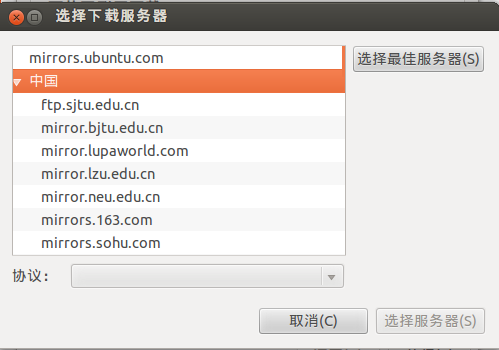 选择下载服务器
mirrors.ubuntu.com
选择最佳服务器(S)
中国
ftp.sjtu.edu.cn
mirror.bjtu.edu.cn
mirror.lupaworld.com
mirror.lzu.edu.cn
mirror.neu.edu.cn
mirrors.163.com
mirrors.sohu.com
协议：
取消(C)
选择服务器(S)